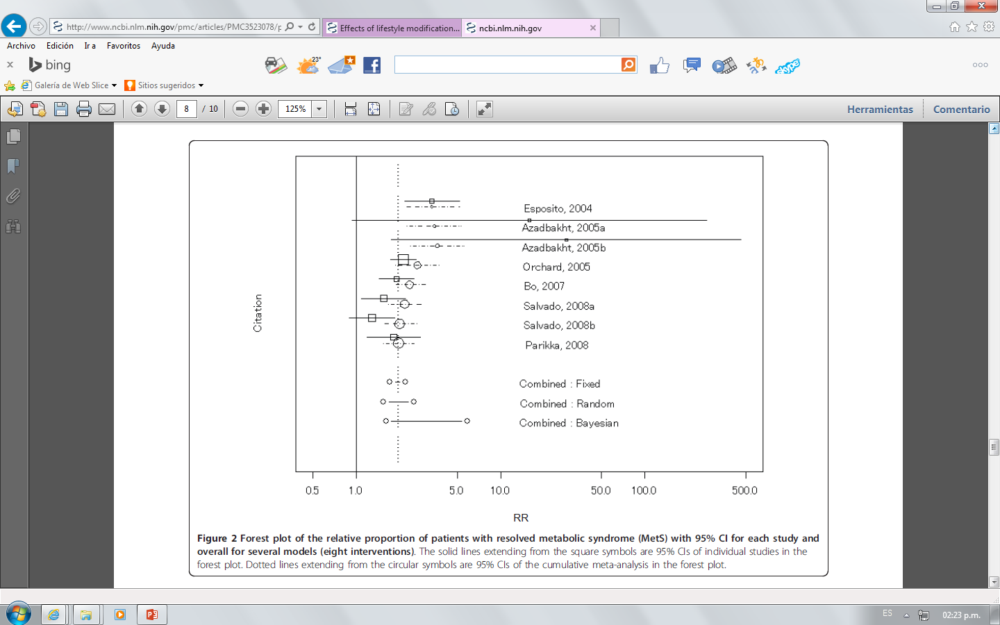 http://www.ncbi.nlm.nih.gov/pmc/articles/PMC3523078/p
Effects of lifestyle modification...
ncbi.nlm.nih.gov
Archivo Edición Ir a Favoritos Ayuda
x bing 23° skype
Galería de Web Slice Sitios sugeridos
8 / 10 125% Herramientas Comentario
Citation
Esposito, 2004
Azadbakht, 2005a
Azadbakht, 2005b
Orchard, 2005
Bo, 2007
Salvado, 2008a
Salvado, 2008b
Parikka, 2008
Combined : Fixed
Combined : Random
Combined : Bayesian
0.5 1.0 5.0 10.0 50.0 100.0 500.0
RR
Figure 2 Forest plot of the relative proportion of patients with resolved metabolic syndrome (MetS) with 95% CI for each study and
overall for several models (eight interventions). The solid lines extending from the square symbols are 95% CIs of individual studies in the
forest plot. Dotted lines extending from the circular symbols are 95% CIs of the cumulative meta-analysis in the forest plot.
ES 02:23 p.m.